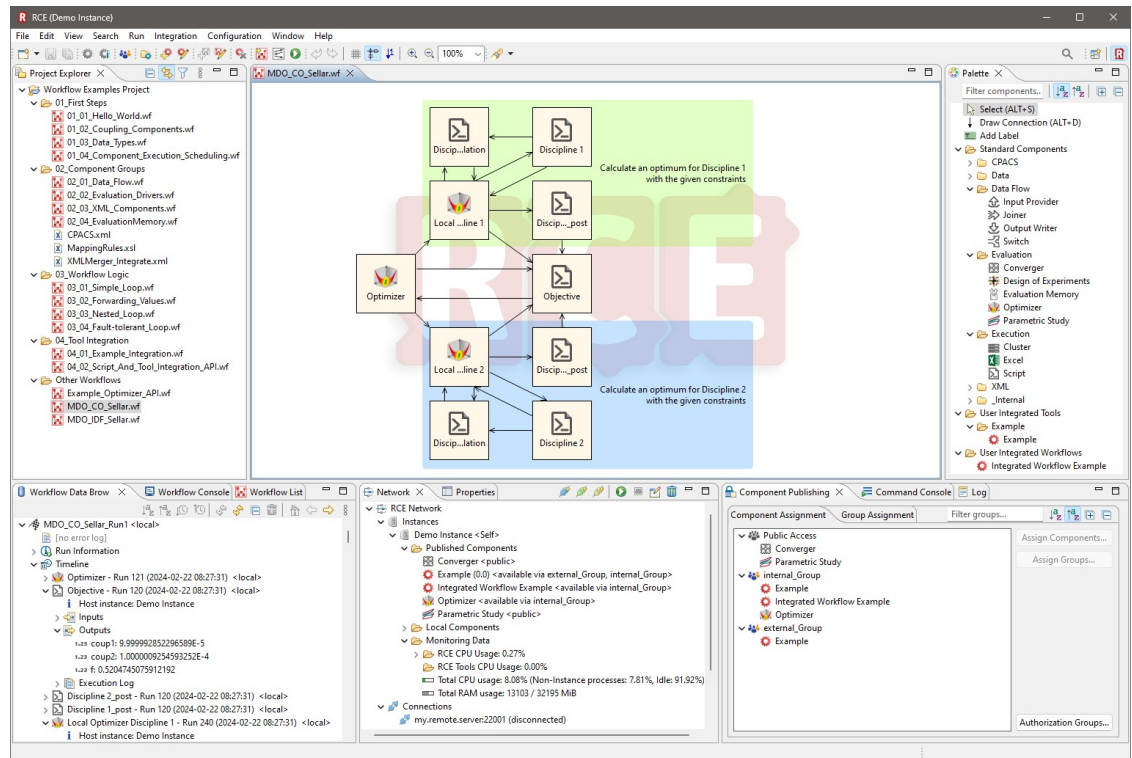 RCE (Demo Instance)
File Edit View Search Run Integration Configuration Window Help
100%
Project Explorer
Workflow Examples Project
01_First Steps
01_01_Hello_World.wf
01_02_Coupling_Components.wf
01_03_Data_Types.wf
01_04_Component_Execution_Scheduling.wf
02_Component Groups
02_01_Data_Flow.wf
02_02_Evaluation_Drivers.wf
02_03_XML_Components.wf
02_04_EvaluationMemory.wf
CPACS.xml
MappingRules.xsl
XMLMerger_Integrate.xml
03_Workflow Logic
03_01_Simple_Loop.wf
03_02_Forwarding_Values.wf
03_03_Nested_Loop.wf
03_04_Fault-tolerant_Loop.wf
04_Tool Integration
04_01_Example_Integration.wf
04_02_Script_And_Tool_Integration_API.wf
Other Workflows
Example_Optimizer_API.wf
MDO_CO_Sellar.wf
MDO_IDF_Sellar.wf
MDO_CO_Sellar.wf
RCE
Discip...lation
Discipline 1
Calculate an optimum for Discipline 1
with the given constraints
Local ...line 1
Discip..._post
Optimizer
Objective
Local ...line 2
Discip..._post
Calculate an optimum for Discipline 2
with the given constraints
Discip...lation
Discipline 2
Palette
Filter components..
Select (ALT+S)
Draw Connection (ALT+D)
Add Label
Standard Components
CPACS
Data
Data Flow
Input Provider
Joiner
Output Writer
Switch
Evaluation
Converger
Design of Experiments
Evaluation Memory
Optimizer
Parametric Study
Execution
Cluster
Excel
Script
XML
_Internal
User Integrated Tools
Example
Example
User Integrated Workflows
Integrated Workflow Example
Workflow Data Brow
Workflow Console
Workflow List
MDO_CO_Sellar_Run1 <local>
[no error log]
Run Information
Timeline
Optimizer - Run 121 (2024-02-22 08:27:31) <local>
Objective - Run 120 (2024-02-22 08:27:31) <local>
Host instance: Demo Instance
Inputs
Outputs
1.23 coup1: 9.999992852296589E-5
1.23 coup2: 1.0000009254593252E-4
1.23 f: 0.5204745075912192
Execution Log
Discipline 2_post - Run 120 (2024-02-22 08:27:31) <local>
Discipline 1_post - Run 120 (2024-02-22 08:27:31) <local>
Local Optimizer Discipline 1 - Run 240 (2024-02-22 08:27:31) <local>
Host instance: Demo Instance
Network
Properties
RCE Network
Instances
Demo Instance <Self>
Published Components
Converger <public>
Example (0.0) <available via external_Group, internal_Group>
Integrated Workflow Example <available via internal_Group>
Optimizer <available via internal_Group>
Parametric Study <public>
Local Components
Monitoring Data
RCE CPU Usage: 0.27%
RCE Tools CPU Usage: 0.00%
Total CPU usage: 8.08% (Non-Instance processes: 7.81%, Idle: 91.92%)
Total RAM usage: 13103 / 32195 MiB
Connections
my.remote.server:22001 (disconnected)
Component Publishing
Command Console
Log
Component Assignment
Group Assignment
Filter groups...
Public Access
Converger
Parametric Study
internal_Group
Example
Integrated Workflow Example
Optimizer
external_Group
Example
Assign Components...
Assign Groups...
Authorization Groups...